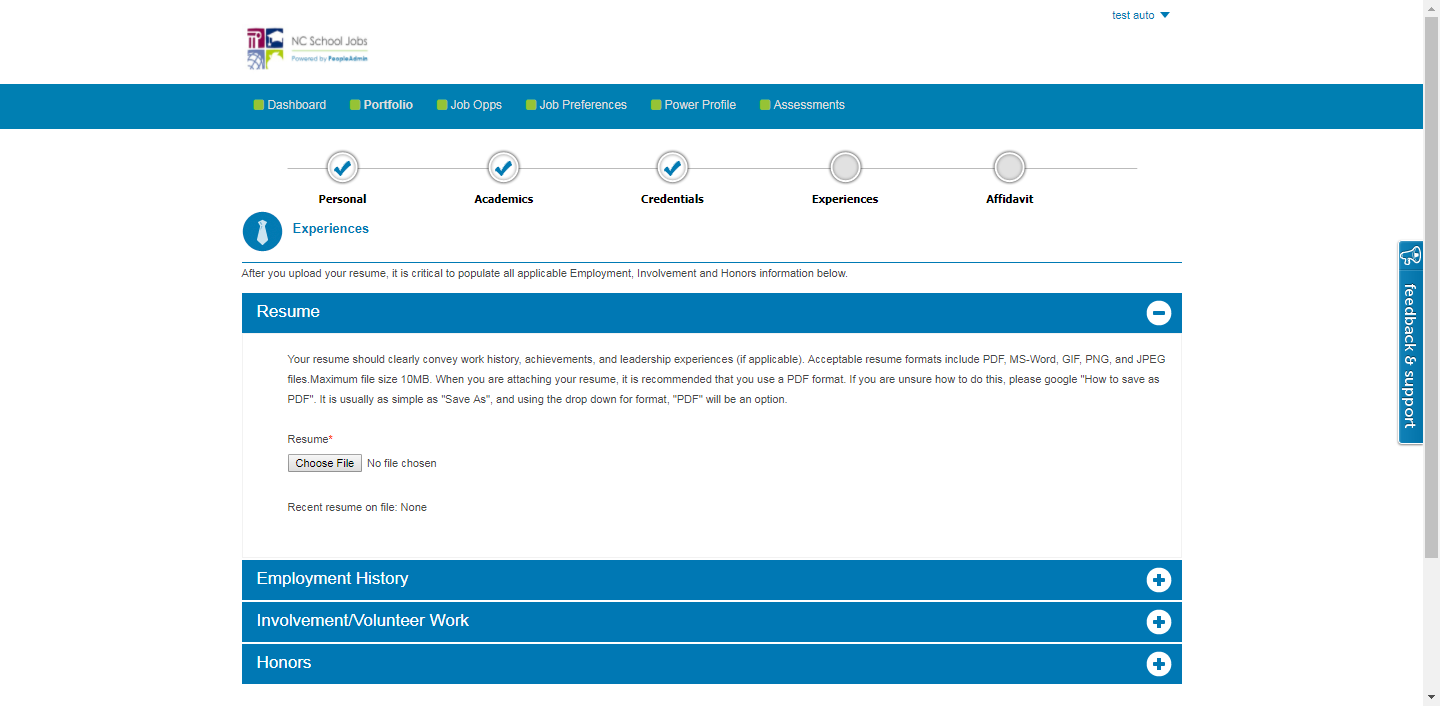 test auto
NC School Jobs
Powered by PeopleAdmin
Dashboard
Portfolio
Job Opps
Job Preferences
Power Profile
Assessments
Personal
Academics
Credentials
Experiences
Affidavit
Experiences
After you upload your resume, it is critical to populate all applicable Employment, Involvement and Honors information below.
Resume
Your resume should clearly convey work history, achievements, and leadership experiences (if applicable). Acceptable resume formats include PDF, MS-Word, GIF, PNG, and JPEG
files.Maximum file size 10MB. When you are attaching your resume, it is recommended that you use a PDF format. If you are unsure how to do this, please google "How to save as
PDF". It is usually as simple as "Save As", and using the drop down for format, "PDF" will be an option.
Resume*
Choose File No file chosen
Recent resume on file: None
Employment History
Involvement/Volunteer Work
Honors
feedback & support